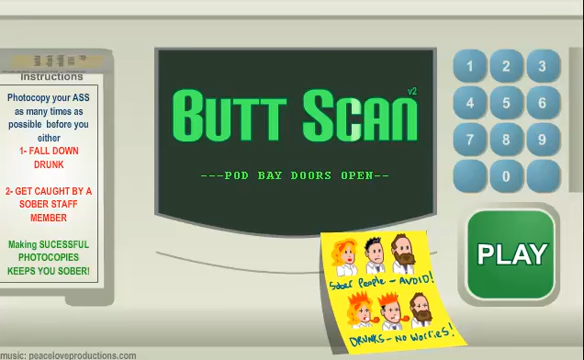 Instructions
Photocopy your ASS
as many times as
possible before you
either
1- FALL DOWN
DRUNK
2- GET CAUGHT BY A
SOBER STAFF
MEMBER
Making SUCESSFUL
PHOTOCOPIES
KEEPS YOU SOBER!
v2
BUTT SCAN
---POD BAY DOORS OPEN--
1 2 3
4 5 6
7 8 9
0
PLAY
Sober People - AVOID!
DRUNKS - NO WORRIES!
music: peaceloveproductions.com